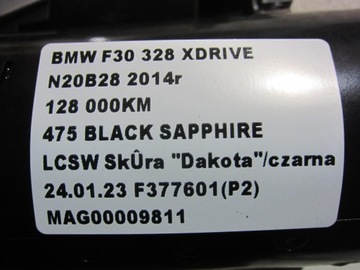 BMW F30 328 XDRIVE
N20B28 2014r
128 000KM
475 BLACK SAPPHIRE
LCSW SkÛra "Dakota"/czarna
24.01.23 F377601(P2)
MAG00009811